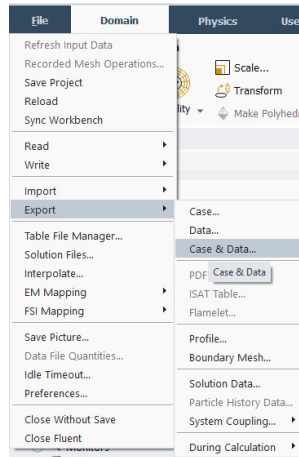 File Domain Physics Use
Refresh Input Data
Recorded Mesh Operations...
Save Project
Reload
Sync Workbench
Read
Write
Import
Export
Table File Manager...
Solution Files...
Interpolate...
EM Mapping
FSI Mapping
Save Picture...
Data File Quantities...
Idle Timeout...
Preferences...
Close Without Save
Close Fluent
Scale...
Transform
lity
Make Polyhed
Case...
Data...
Case & Data...
PDF
Case & Data
ISAT Table...
Flamelet...
Profile...
Boundary Mesh...
Solution Data...
Particle History Data...
System Coupling...
During Calculation
Monitors